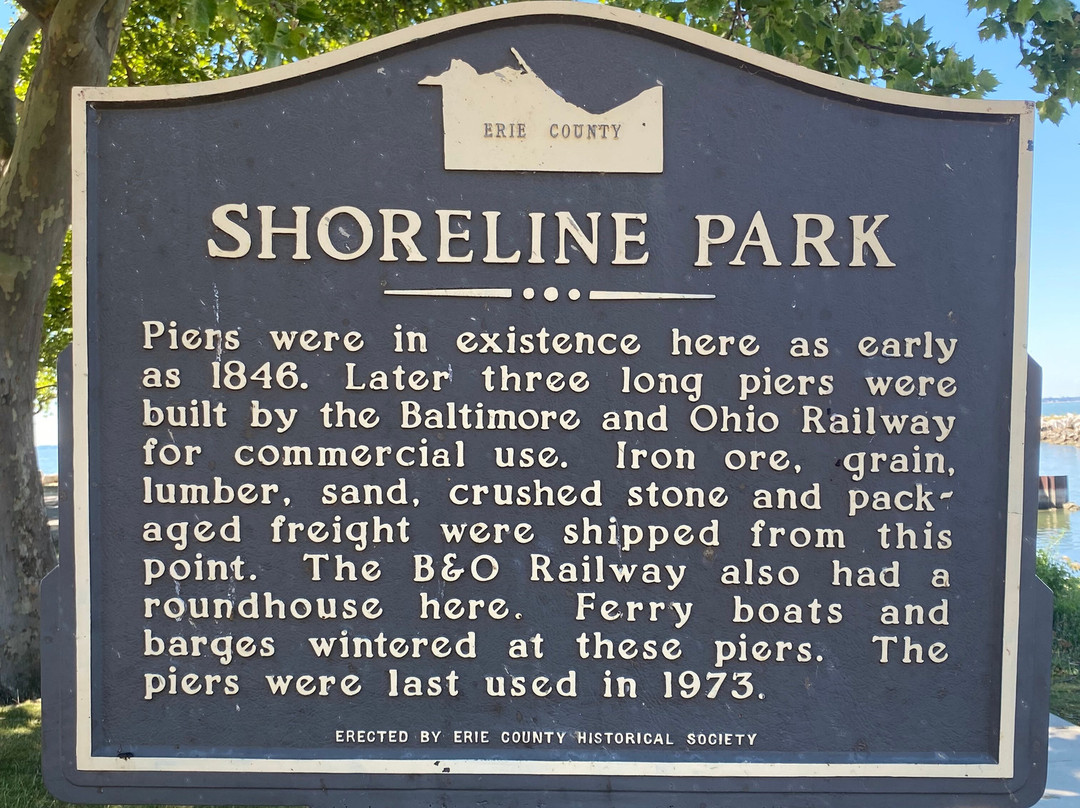 ERIE COUNTY
SHORELINE PARK
Piers were in existence here as early
as 1846. Later three long piers were
built by the Baltimore and Ohio Railway
for commercial use. Iron ore, grain,
lumber, sand, crushed stone and pack-
aged freight were shipped from this
point. The B&O Railway also had a
roundhouse here. Ferry boats and
barges wintered at these piers. The
piers were last used in 1973.
ERECTED BY ERIE COUNTY HISTORICAL SOCIETY